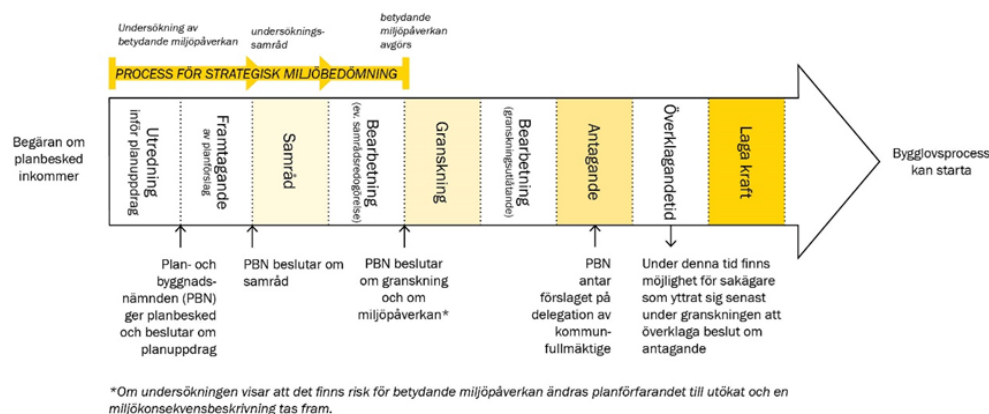 Undersökning av
betydande miljöpåverkan
undersöknings-
samråd
betydande
miljöpåverkan
avgörs
PROCESS FÖR STRATEGISK MILJÖBEDÖMNING
Begäran om
planbesked
inkommer
Utredning
inför planuppdrag
Framtagande
av planförslag
Samråd
Bearbetning
(ev. samrådsredogörelse)
Granskning
Bearbetning
(granskningsutlåtande)
Antagande
Överklagandetid
Laga kraft
Bygglovsprocess
kan starta
Plan- och
byggnads-
nämnden (PBN)
ger planbesked
och beslutar om
planuppdrag
PBN beslutar om
samråd
PBN beslutar
om granskning
och om
miljöpåverkan*
PBN
antar
förslaget på
delegation av
kommun-
fullmäktige
Under denna tid finns
möjlighet för sakägare
som yttrat sig senast
under granskningen att
överklaga beslut om
antagande
*Om undersökningen visar att det finns risk för betydande miljöpåverkan ändras planförfarandet till utökat och en
miljökonsekvensbeskrivning tas fram.